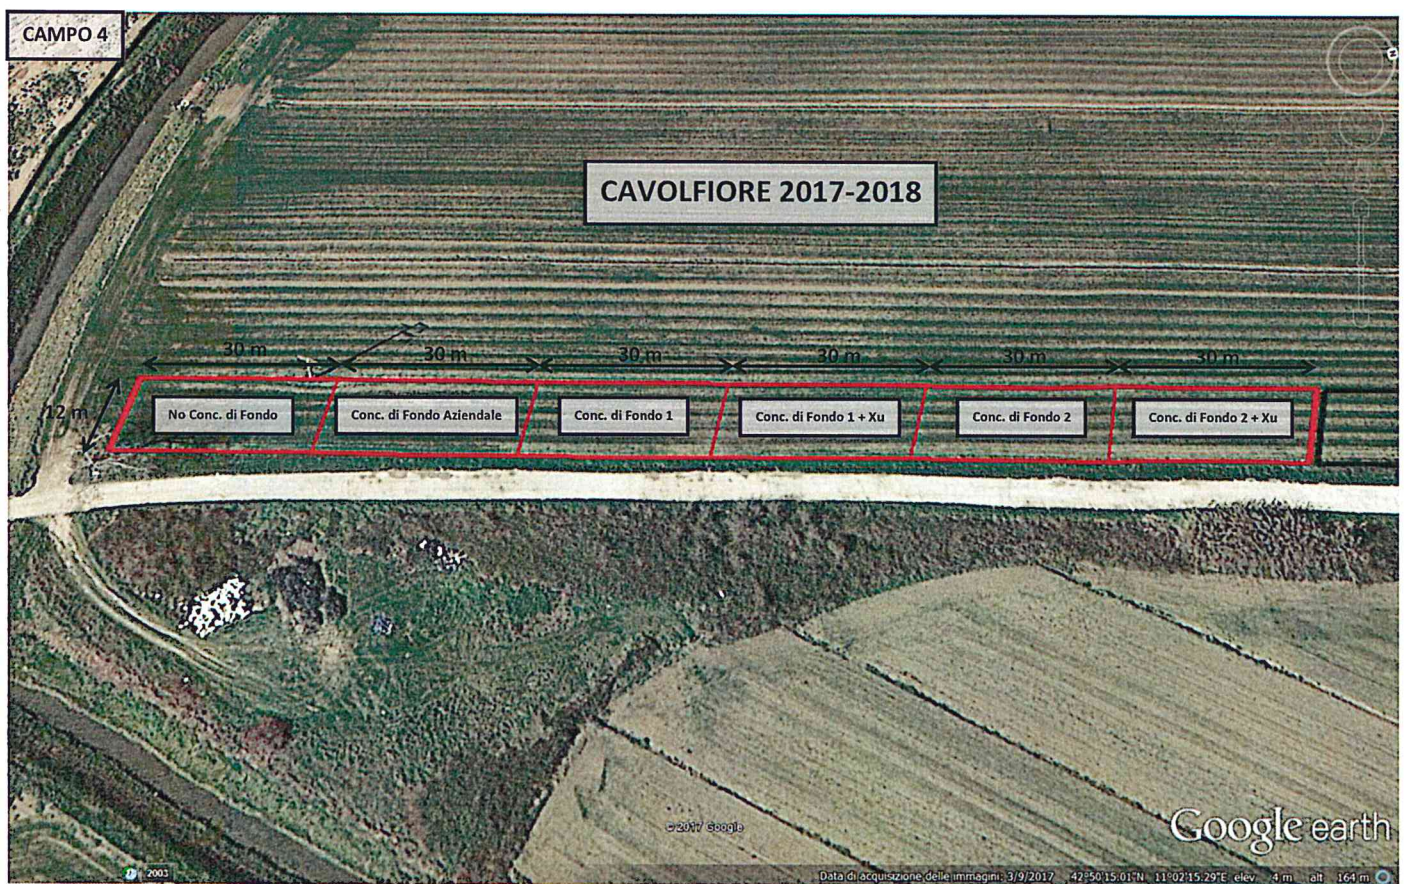 CAMPO 4
CAVOLFIORE 2017-2018
30 m 30 m 30 m 30 m 30 m 30 m
12 m
No Conc. di Fondo Conc. di Fondo Aziendale Conc. di Fondo 1 Conc. di Fondo 1 + Xu Conc. di Fondo 2 Conc. di Fondo 2 + Xu
© 2017 Google
Google earth
2003
Data di acquisizione delle immagini: 3/9/2017 42°50'15.01"N 11°02'15.29"E elev 4 m alt 164 m
N